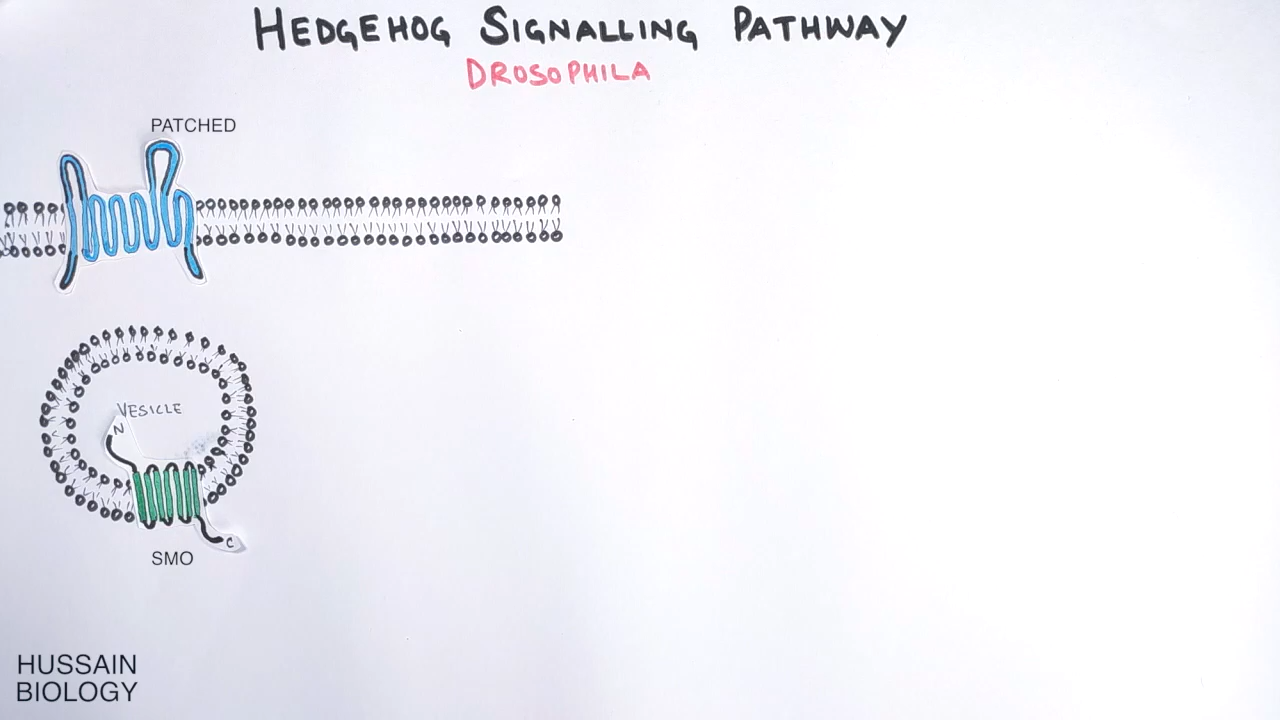 HEDGEHOG SIGNALLING PATHWAY
DROSOPHILA
PATCHED
VESICLE
N
C
SMO
HUSSAIN
BIOLOGY